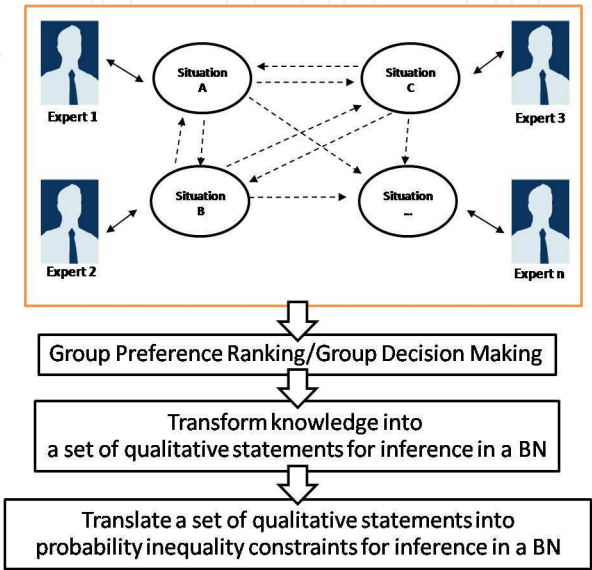 Expert 1
Situation
A
Situation
C
Expert 3
Expert 2
Situation
B
Situation
...
Expert n
Group Preference Ranking/Group Decision Making
Transform knowledge into
a set of qualitative statements for inference in a BN
Translate a set of qualitative statements into
probability inequality constraints for inference in a BN